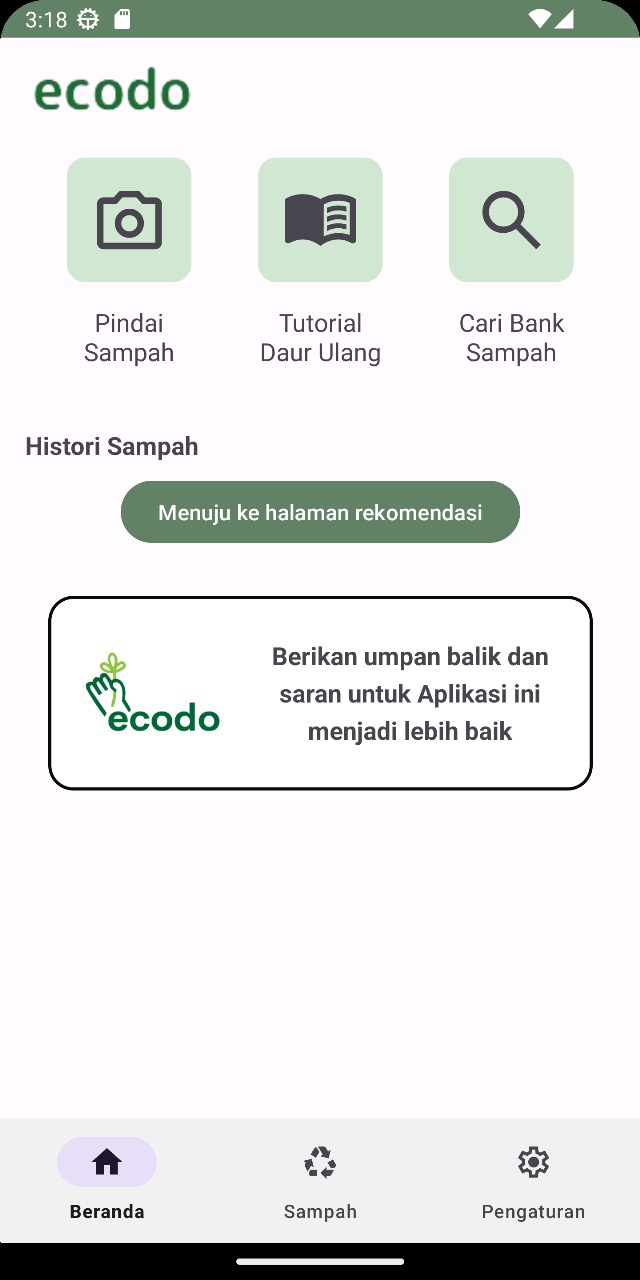 3:18
ecodo
Pindai
Sampah
Tutorial
Daur Ulang
Cari Bank
Sampah
Histori Sampah
Menuju ke halaman rekomendasi
ecodo
Berikan umpan balik dan
saran untuk Aplikasi ini
menjadi lebih baik
Beranda
Sampah
Pengaturan